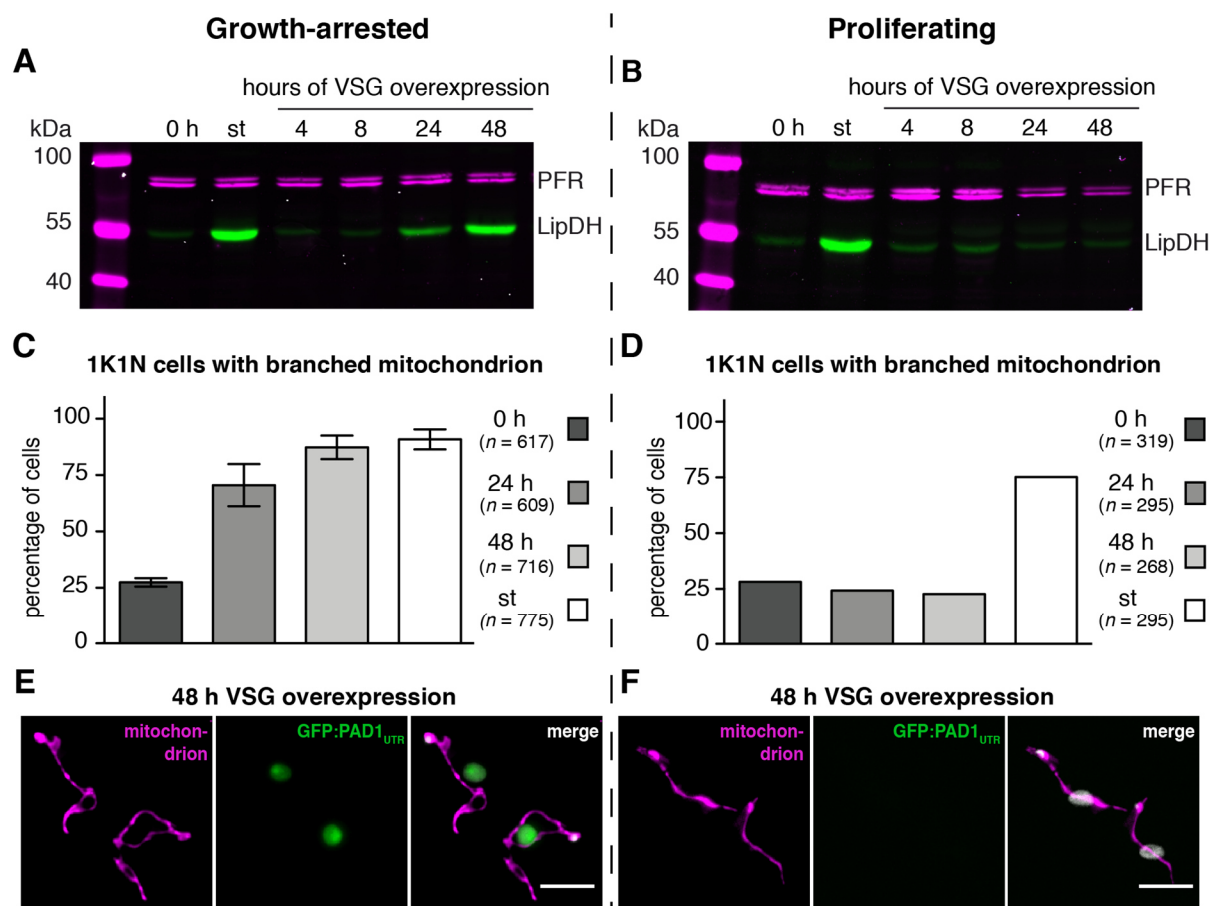 Growth-arrested
Proliferating
A
hours of VSG overexpression
kDa 0 h st 4 8 24 48
100
55
40
PFR
LipDH
B
hours of VSG overexpression
kDa 0 h st 4 8 24 48
100
55
40
PFR
LipDH
C
1K1N cells with branched mitochondrion
percentage of cells
100
75
50
25
0
0 h
(n = 617)
24 h
(n = 609)
48 h
(n = 716)
st
(n = 775)
D
1K1N cells with branched mitochondrion
percentage of cells
100
75
50
25
0
0 h
(n = 319)
24 h
(n = 295)
48 h
(n = 268)
st
(n = 295)
E
48 h VSG overexpression
mitochon-
drion
GFP:PAD1UTR
merge
F
48 h VSG overexpression
mitochon-
drion
GFP:PAD1UTR
merge